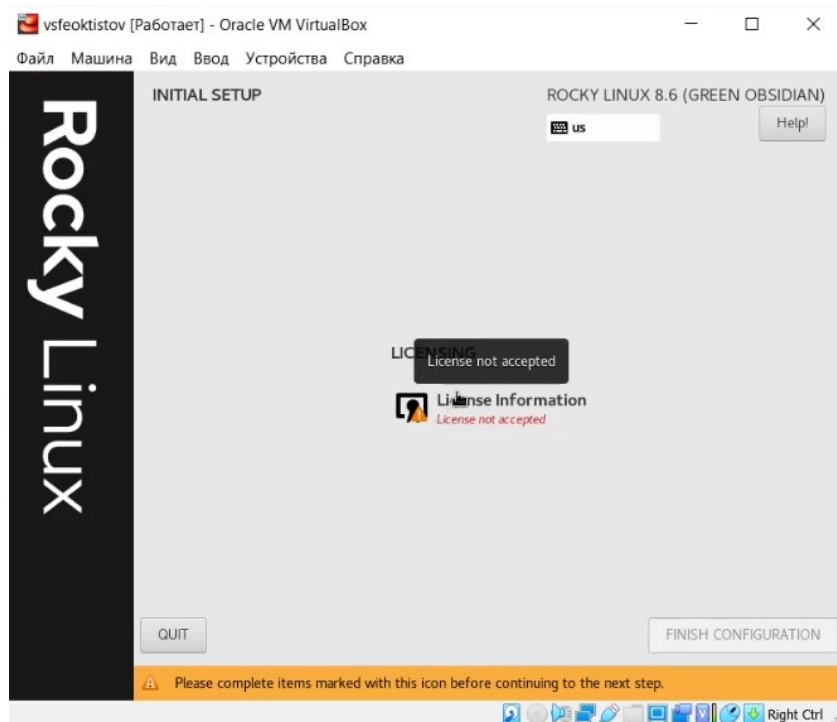 vsfeoktistov [Работает] - Oracle VM VirtualBox
Файл Машина Вид Ввод Устройства Справка
Rocky Linux
INITIAL SETUP
ROCKY LINUX 8.6 (GREEN OBSIDIAN)
us
Help!
LICENSING
License not accepted
License Information
License not accepted
QUIT
FINISH CONFIGURATION
Please complete items marked with this icon before continuing to the next step.
Right Ctrl